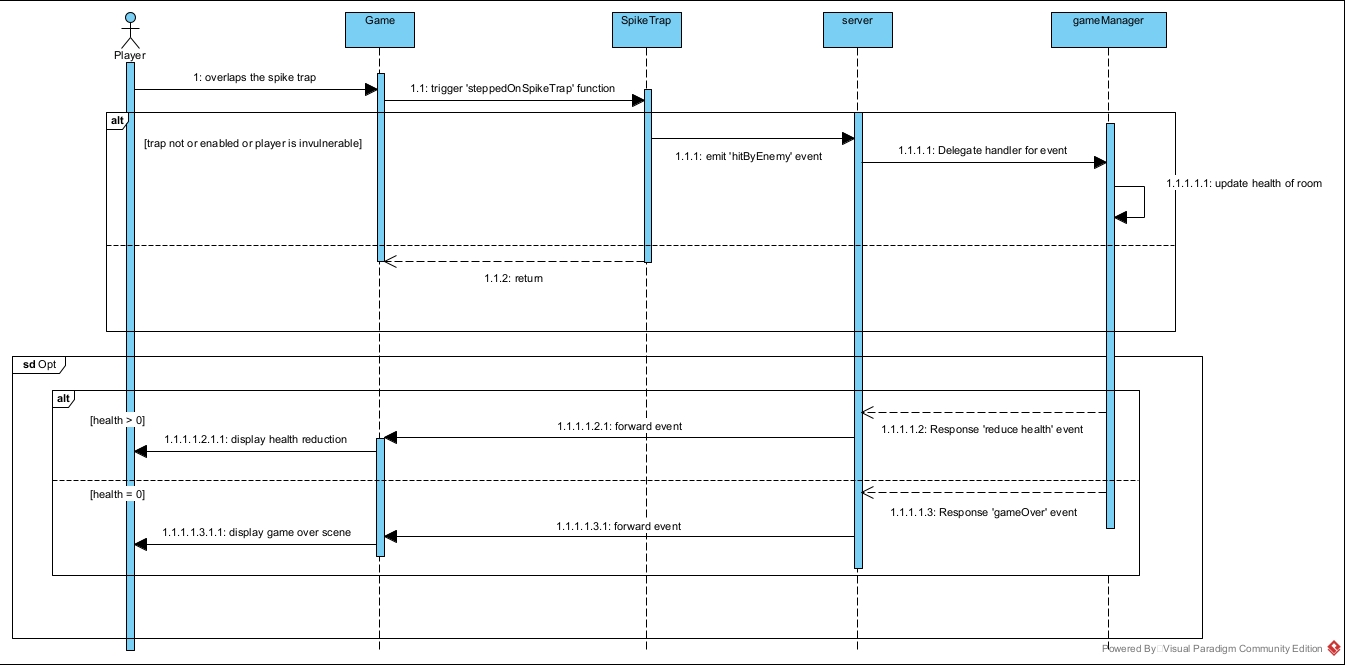 Game
SpikeTrap
server
gameManager
Player
1: overlaps the spike trap
1.1: trigger 'steppedOnSpikeTrap' function
alt
[trap not or enabled or player is invulnerable]
1.1.1: emit 'hitByEnemy' event
1.1.1.1: Delegate handler for event
1.1.1.1.1: update health of room
1.1.2: return
sd Opt
alt
[health > 0]
1.1.1.1.2.1.1: display health reduction
1.1.1.1.2.1: forward event
1.1.1.1.2: Response 'reduce health' event
[health = 0]
1.1.1.1.3.1.1: display game over scene
1.1.1.1.3.1: forward event
1.1.1.1.3: Response 'gameOver' event
Powered By Visual Paradigm Community Edition